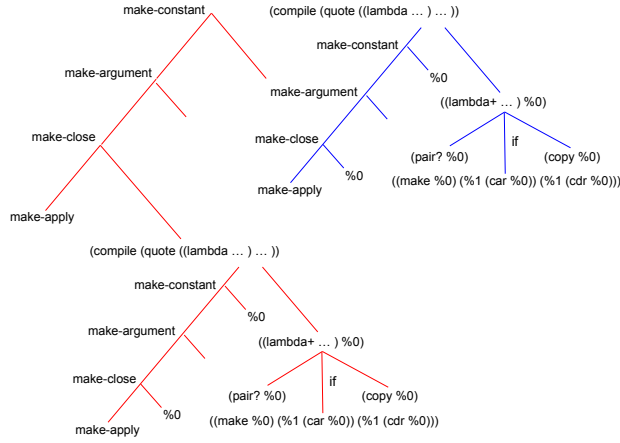 make-constant
(compile (quote ((lambda … ) … ))
make-constant
make-argument
%0
make-argument
((lambda+ … ) %0)
make-close
make-close
if
(pair? %0)
(copy %0)
%0
((make %0) (%1 (car %0)) (%1 (cdr %0)))
make-apply
make-apply
(compile (quote ((lambda … ) … ))
make-constant
%0
make-argument
((lambda+ … ) %0)
make-close
if
(pair? %0)
(copy %0)
%0
((make %0) (%1 (car %0)) (%1 (cdr %0)))
make-apply